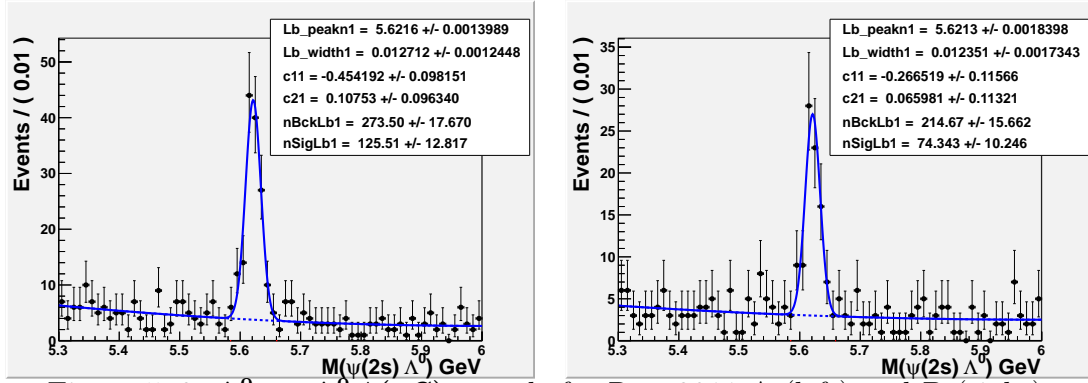 Lb_peakn1 = 5.6216 +/- 0.0013989
Lb_width1 = 0.012712 +/- 0.0012448
c11 = -0.454192 +/- 0.098151
c21 = 0.10753 +/- 0.096340
nBckLb1 = 273.50 +/- 17.670
nSigLb1 = 125.51 +/- 12.817
Events / ( 0.01 )
50
40
30
20
10
0
5.3 5.4 5.5 5.6 5.7 5.8 5.9 6
M(ψ(2s) Λ⁰) GeV
Lb_peakn1 = 5.6213 +/- 0.0018398
Lb_width1 = 0.012351 +/- 0.0017343
c11 = -0.266519 +/- 0.11566
c21 = 0.065981 +/- 0.11321
nBckLb1 = 214.67 +/- 15.662
nSigLb1 = 74.343 +/- 10.246
Events / ( 0.01 )
35
30
25
20
15
10
5
0
5.3 5.4 5.5 5.6 5.7 5.8 5.9 6
M(ψ(2s) Λ⁰) GeV